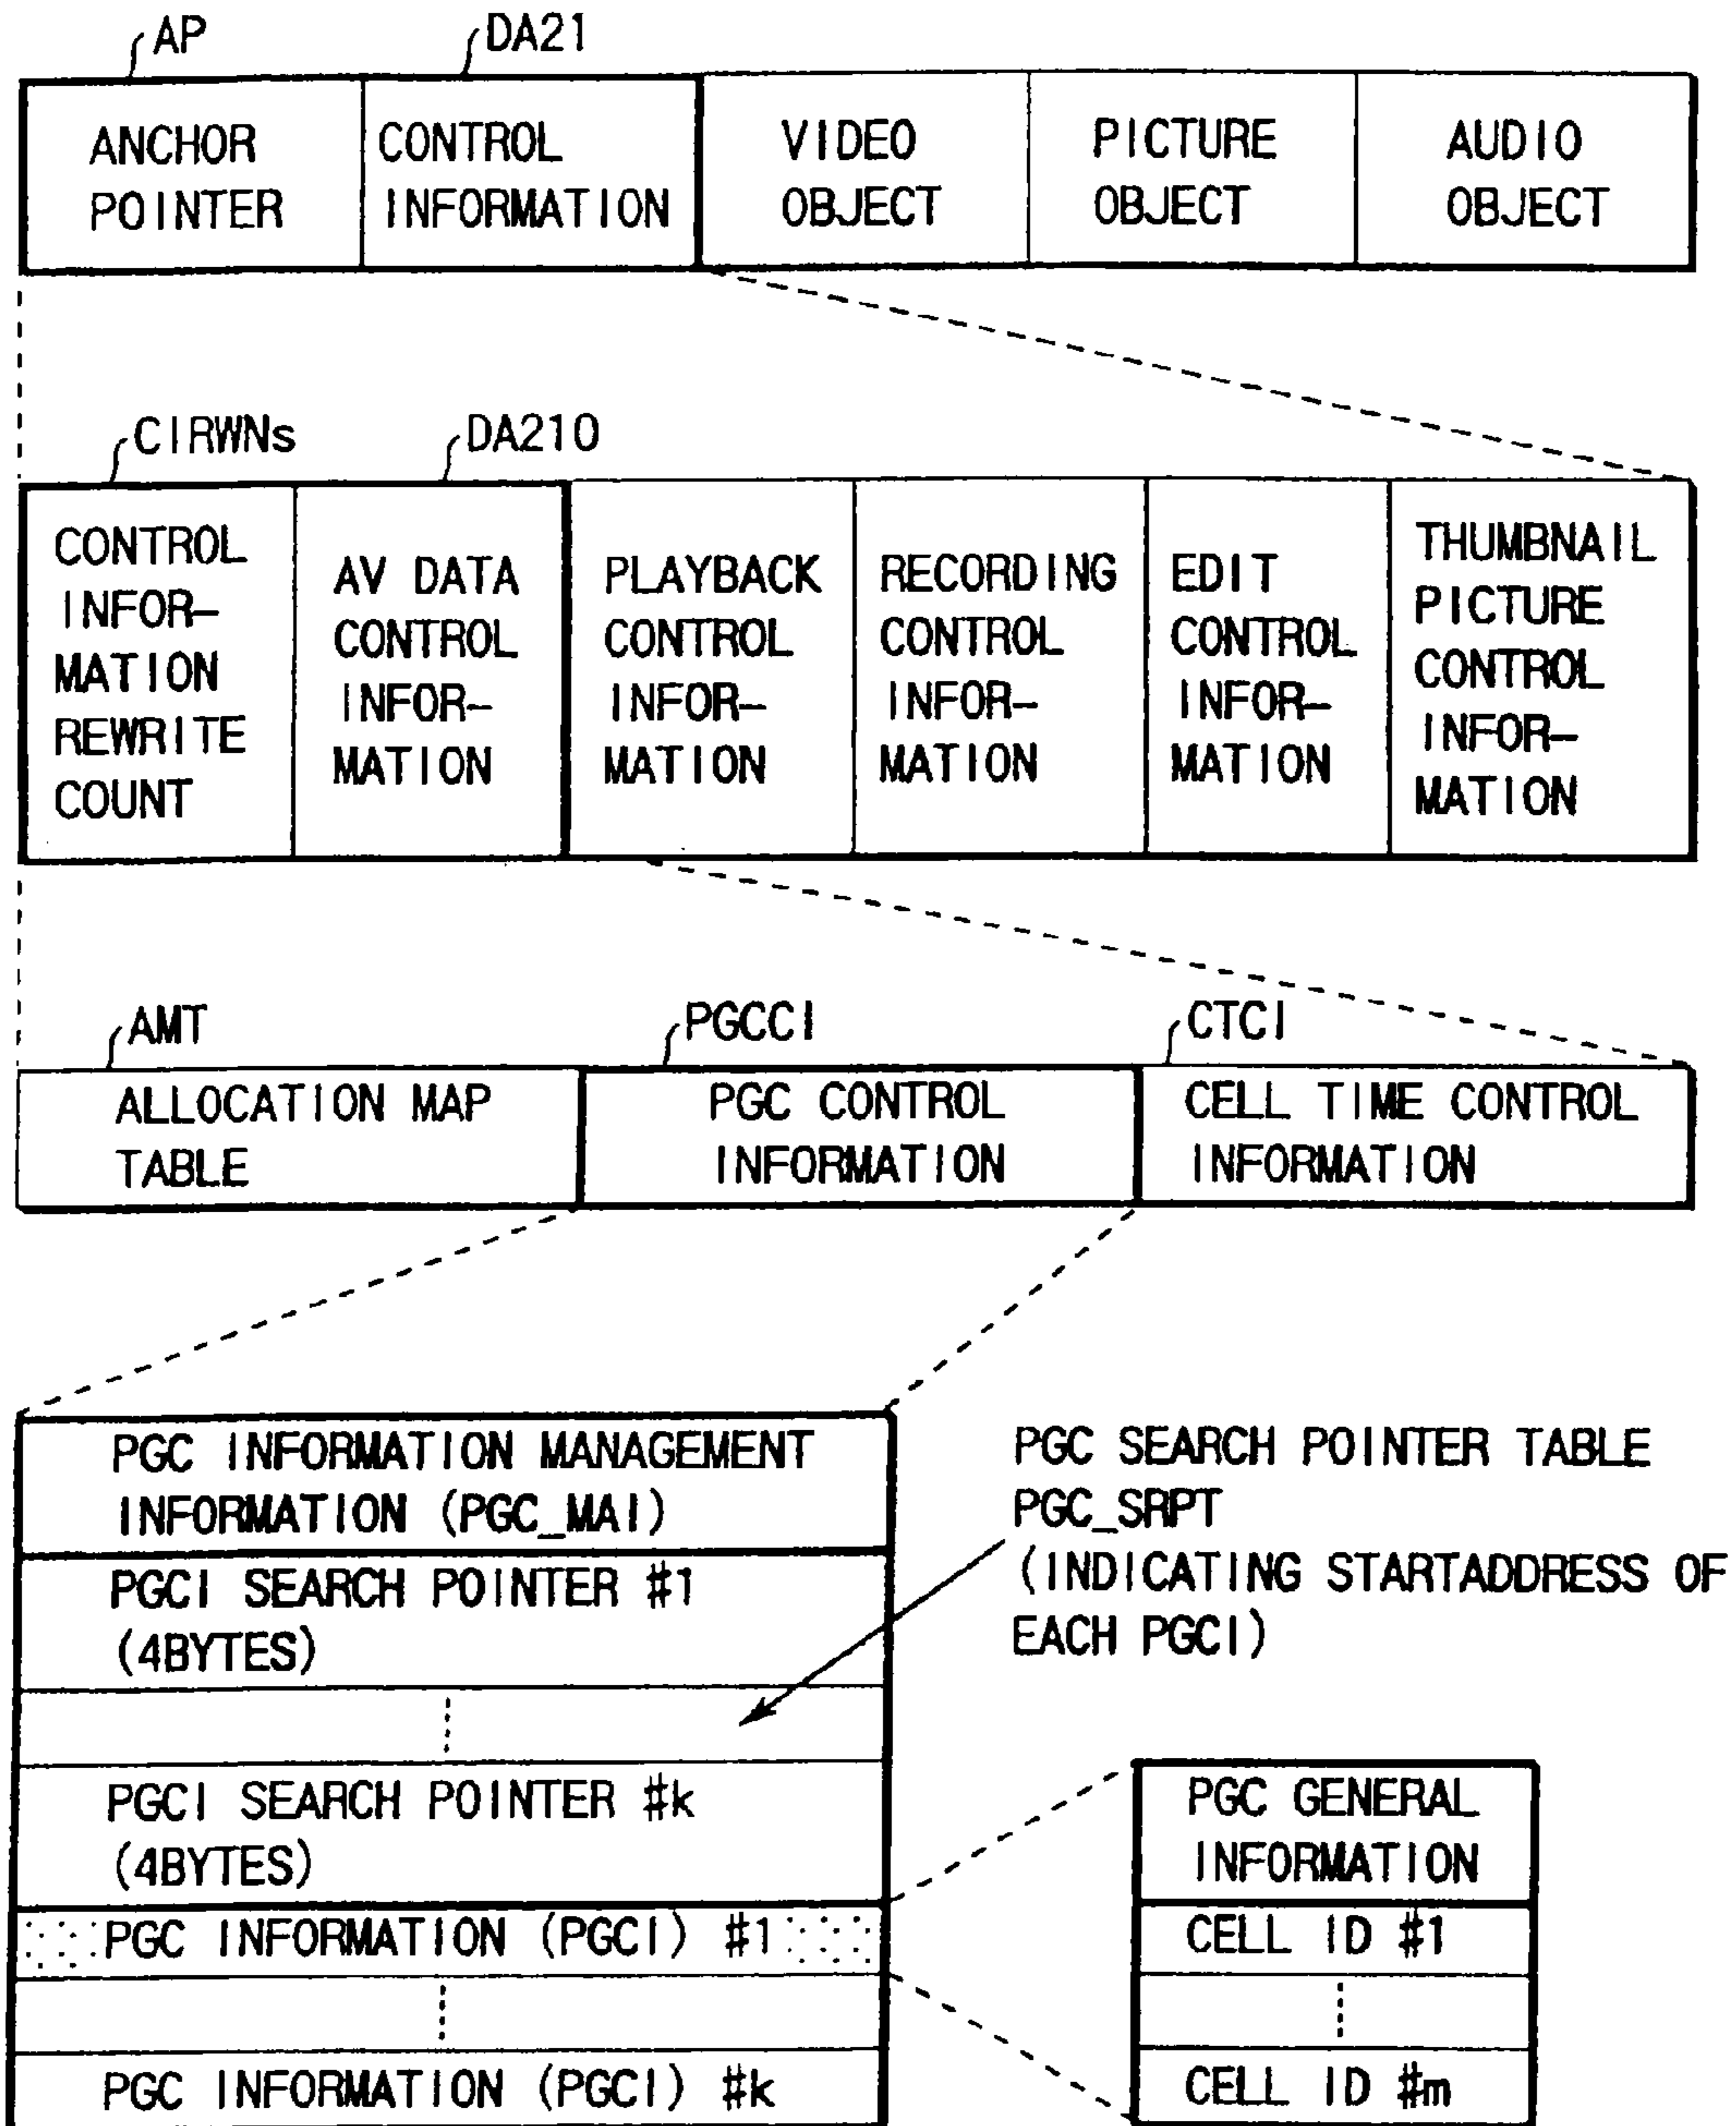 AP
DA21
ANCHOR
POINTER
CONTROL
INFORMATION
VIDEO
OBJECT
PICTURE
OBJECT
AUDIO
OBJECT
CIRWNs
DA210
CONTROL
INFOR-
MATION
REWRITE
COUNT
AV DATA
CONTROL
INFOR-
MATION
PLAYBACK
CONTROL
INFOR-
MATION
RECORDING
CONTROL
INFOR-
MATION
EDIT
CONTROL
INFOR-
MATION
THUMBNAIL
PICTURE
CONTROL
INFOR-
MATION
AMT
PGCCI
CTCI
ALLOCATION MAP
TABLE
PGC CONTROL
INFORMATION
CELL TIME CONTROL
INFORMATION
PGC INFORMATION MANAGEMENT
INFORMATION (PGC_MAI)
PGCI SEARCH POINTER #1
(4BYTES)
PGCI SEARCH POINTER #k
(4BYTES)
PGC INFORMATION (PGCI) #1
PGC INFORMATION (PGCI) #k
PGC SEARCH POINTER TABLE
PGC_SRPT
(INDICATING STARTADDRESS OF
EACH PGCI)
PGC GENERAL
INFORMATION
CELL ID #1
CELL ID #m